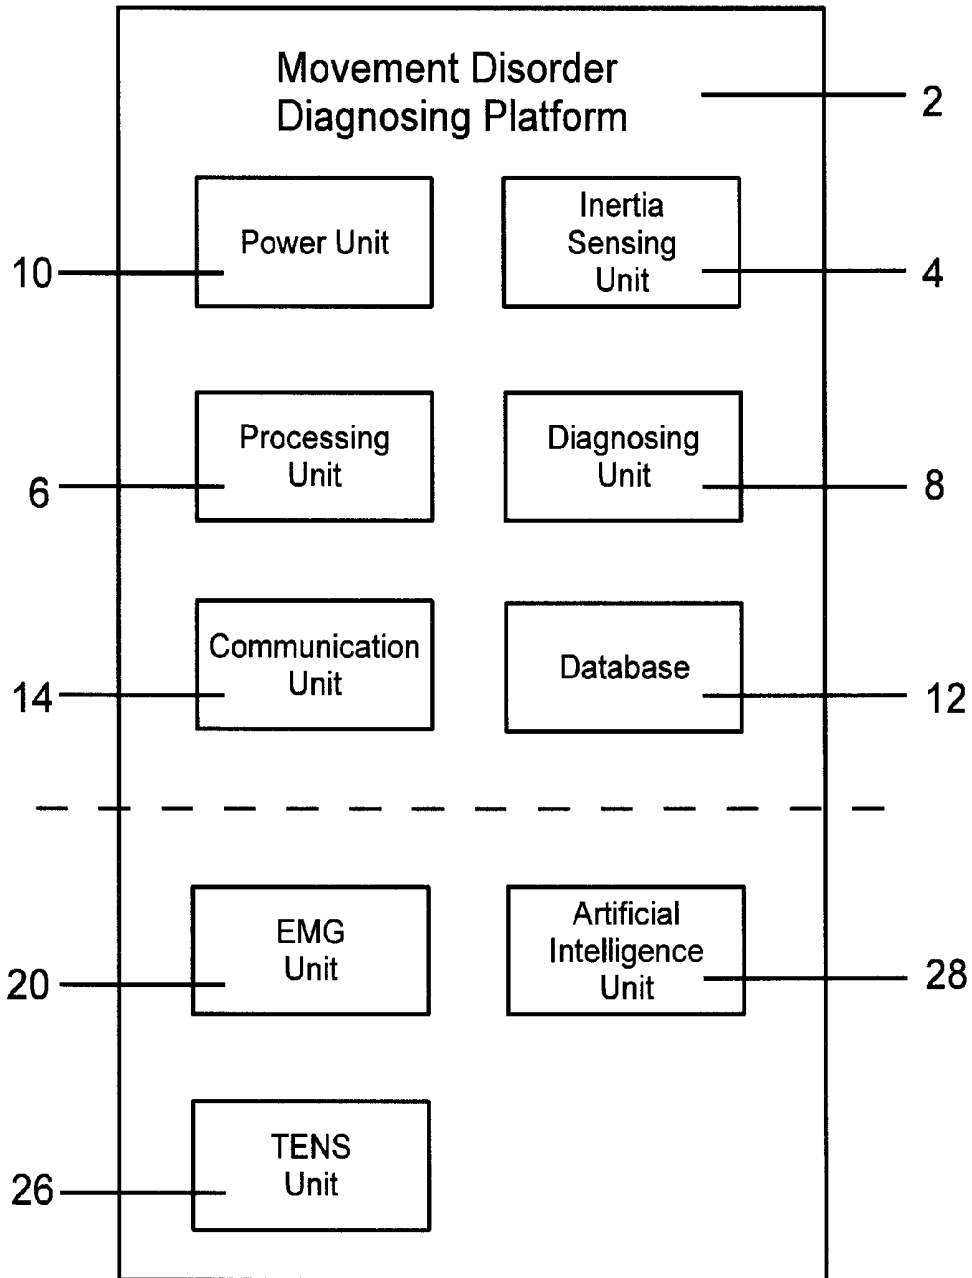 Movement Disorder
Diagnosing Platform
2
Power Unit
10
Inertia
Sensing
Unit
4
Processing
Unit
6
Diagnosing
Unit
8
Communication
Unit
14
Database
12
EMG
Unit
20
Artificial
Intelligence
Unit
28
TENS
Unit
26